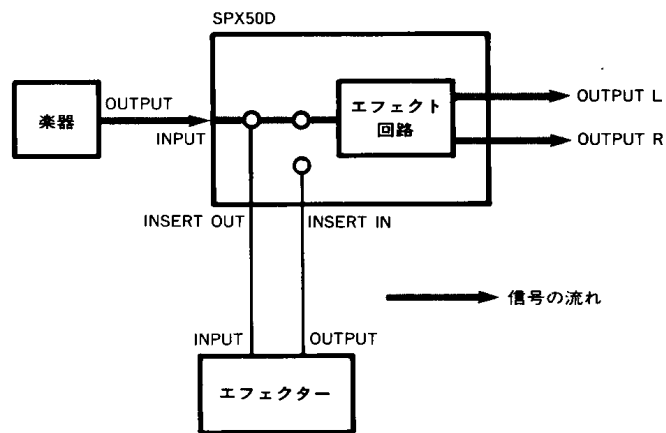 SPX50D
楽器
OUTPUT
INPUT
エフェクト
回路
OUTPUT L
OUTPUT R
INSERT OUT
INSERT IN
信号の流れ
INPUT
OUTPUT
エフェクター